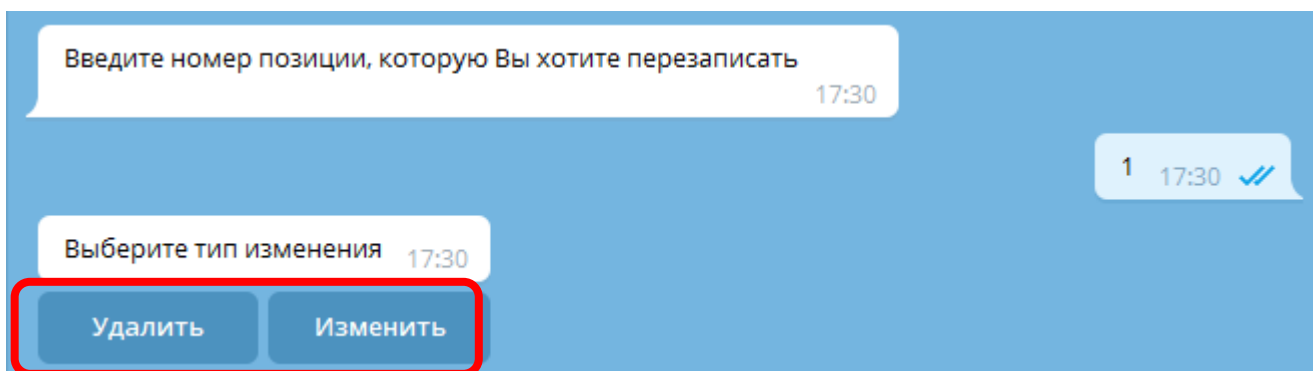 Введите номер позиции, которую Вы хотите перезаписать
17:30
1 17:30
Выберите тип изменения 17:30
Удалить Изменить